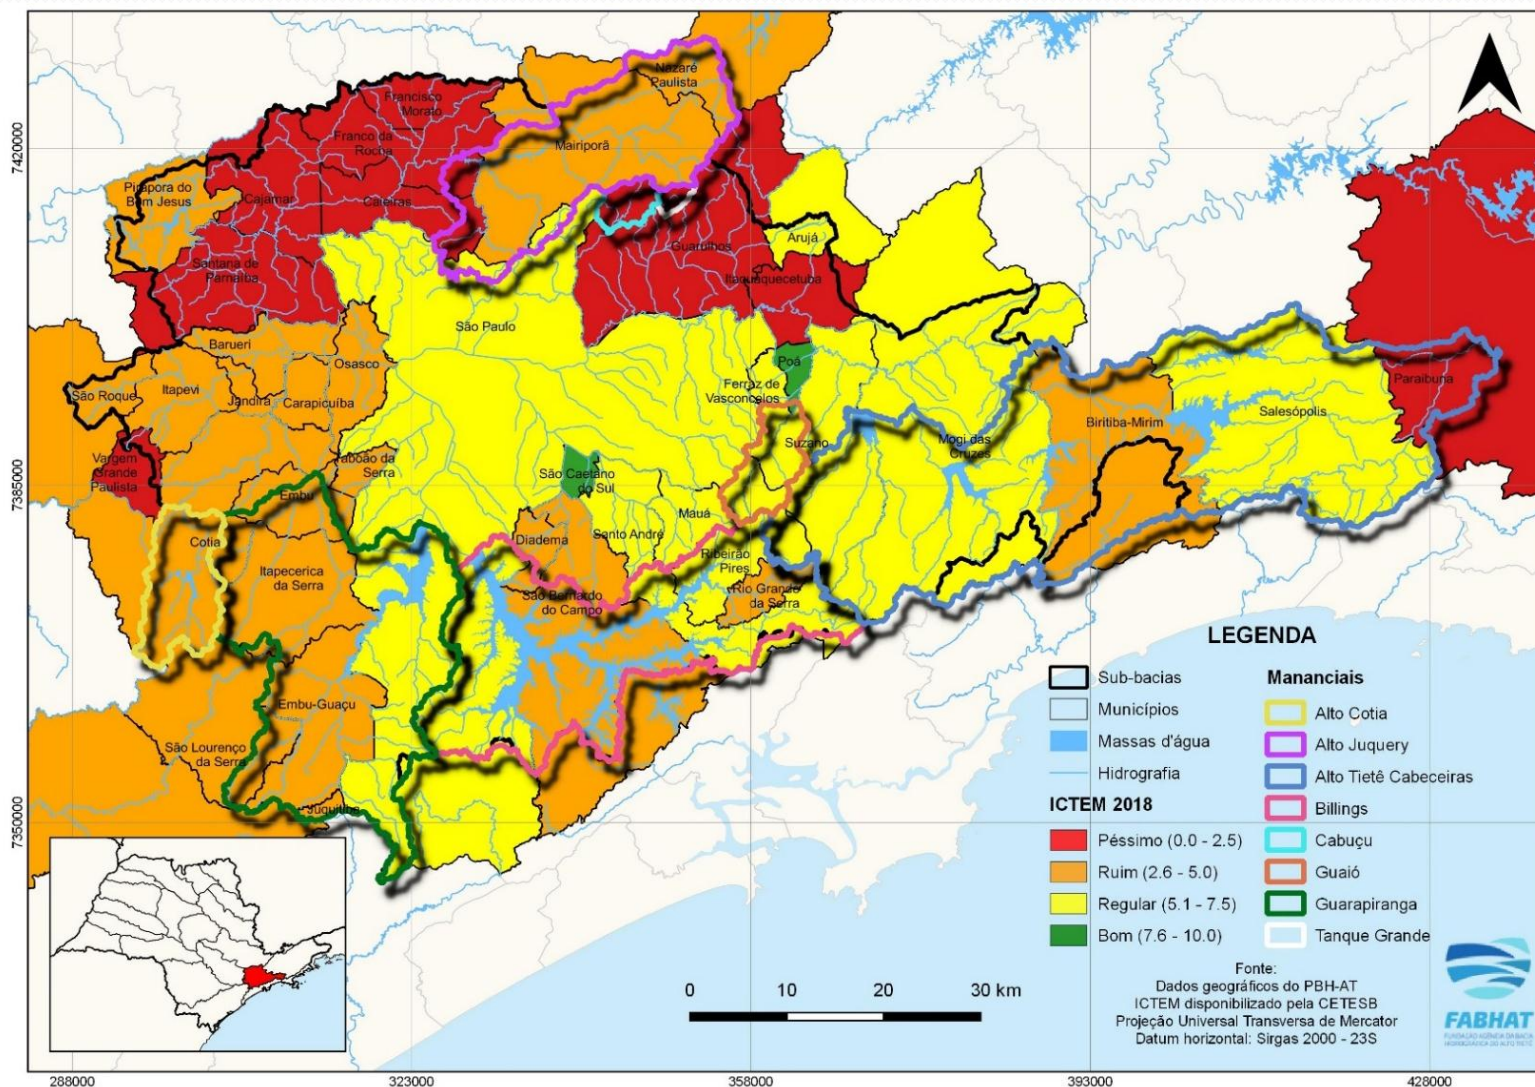 Nazaré
Paulista
Francisco
Morato
Franco da
Rocha
Mairiporã
Pirapora do
Bom Jesus
Cajamar
Caieiras
Santana de
Parnaíba
Guarulhos
Arujá
Itaquaquecetuba
São Paulo
Barueri
Osasco
Itapevi
São Roque
Jandira
Carapicuíba
Poá
Ferraz de
Vasconcelos
Paraibuna
Salesópolis
Biritiba-Mirim
Suzano
Mogi das
Cruzes
Vargem
Grande
Paulista
Taboão da
Serra
São Caetano
do Sul
Embu
Mauá
Cotia
Diadema
Santo André
Ribeirão
Pires
Itapecerica
da Serra
São Bernardo
do Campo
Rio Grande
da Serra
Embu-Guaçu
São Lourenço
da Serra
Juquitiba
7420000
7385000
7350000
LEGENDA
Sub-bacias
Municípios
Massas d'água
Hidrografia
ICTEM 2018
Péssimo (0.0 - 2.5)
Ruim (2.6 - 5.0)
Regular (5.1 - 7.5)
Bom (7.6 - 10.0)
Mananciais
Alto Cotia
Alto Juquery
Alto Tietê Cabeceiras
Billings
Cabuçu
Guaió
Guarapiranga
Tanque Grande
0 10 20 30 km
Fonte:
Dados geográficos do PBH-AT
ICTEM disponibilizado pela CETESB
Projeção Universal Transversa de Mercator
Datum horizontal: Sirgas 2000 - 23S
FABHAT
FUNDAÇÃO AGÊNCIA DA BACIA
HIDROGRÁFICA DO ALTO TIETÊ
288000 323000 358000 393000 428000